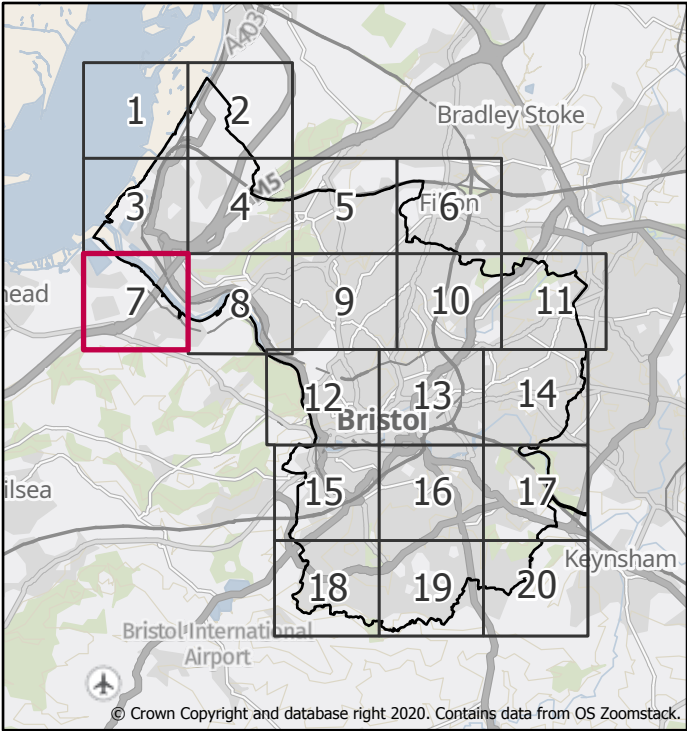 A403
1 2
Bradley Stoke
M5
3 4 5 6
Filton
head
7 8 9 10 11
12 13 14
Bristol
ilsea
15 16 17
Keynsham
18 19 20
Bristol International
Airport
© Crown Copyright and database right 2020. Contains data from OS Zoomstack.